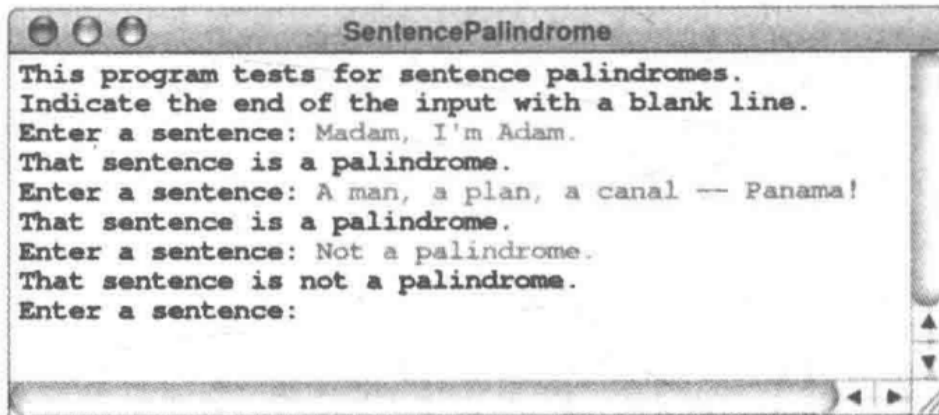 SentencePalindrome
This program tests for sentence palindromes.
Indicate the end of the input with a blank line.
Enter a sentence: Madam, I'm Adam.
That sentence is a palindrome.
Enter a sentence: A man, a plan, a canal -- Panama!
That sentence is a palindrome.
Enter a sentence: Not a palindrome.
That sentence is not a palindrome.
Enter a sentence: